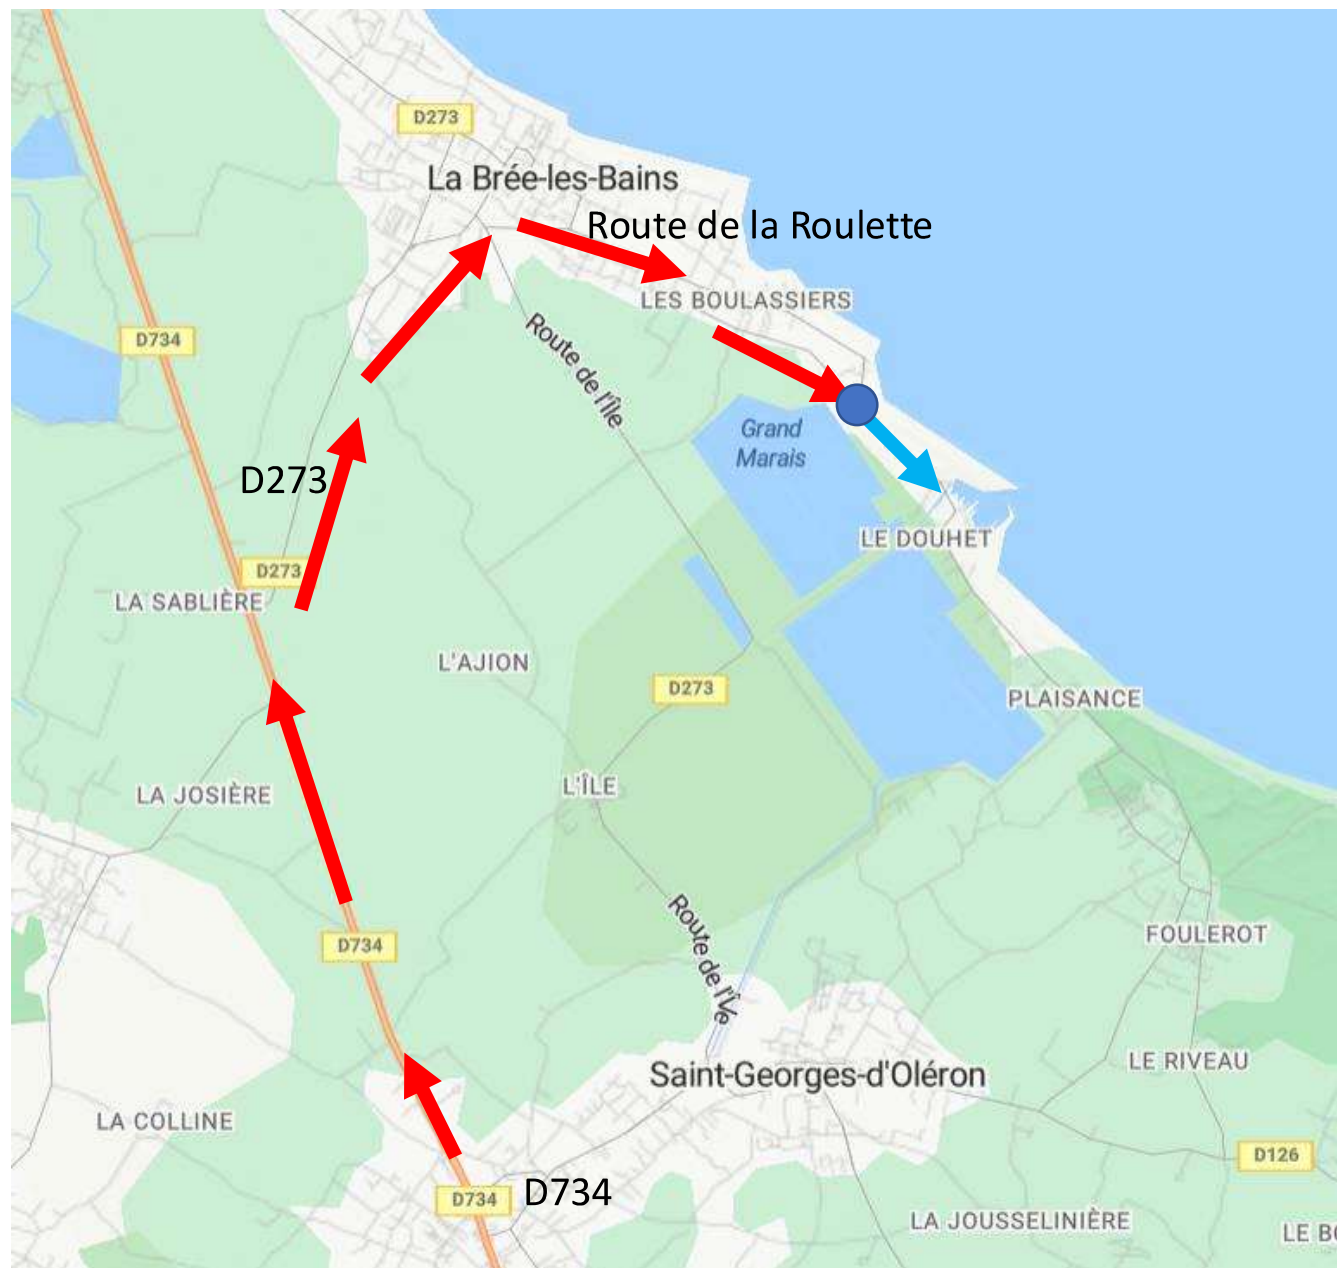 D273
La Brée-les-Bains
Route de la Roulette
LES BOULASSIERS
D734
Route de l'Île
Grand
Marais
D273
LE DOUHET
D273
LA SABLIÈRE
L'AJION
D273
PLAISANCE
L'ÎLE
LA JOSIÈRE
Route de l'Île
FOULEROT
D734
LE RIVEAU
Saint-Georges-d'Oléron
LA COLLINE
D126
D734
D734
LA JOUSSELINIÈRE
LE BO